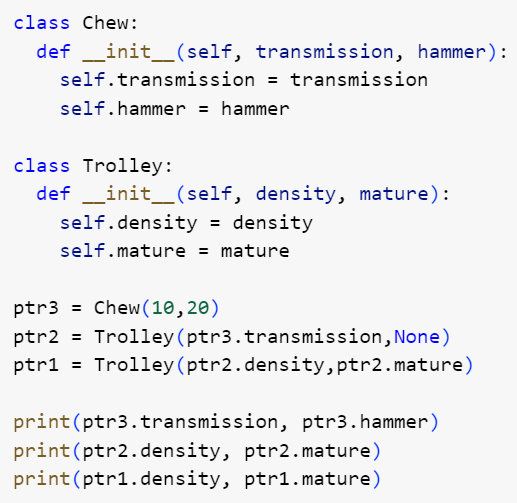 class Chew:
  def __init__(self, transmission, hammer):
    self.transmission = transmission
    self.hammer = hammer

class Trolley:
  def __init__(self, density, mature):
    self.density = density
    self.mature = mature

ptr3 = Chew(10,20)
ptr2 = Trolley(ptr3.transmission,None)
ptr1 = Trolley(ptr2.density,ptr2.mature)

print(ptr3.transmission, ptr3.hammer)
print(ptr2.density, ptr2.mature)
print(ptr1.density, ptr1.mature)